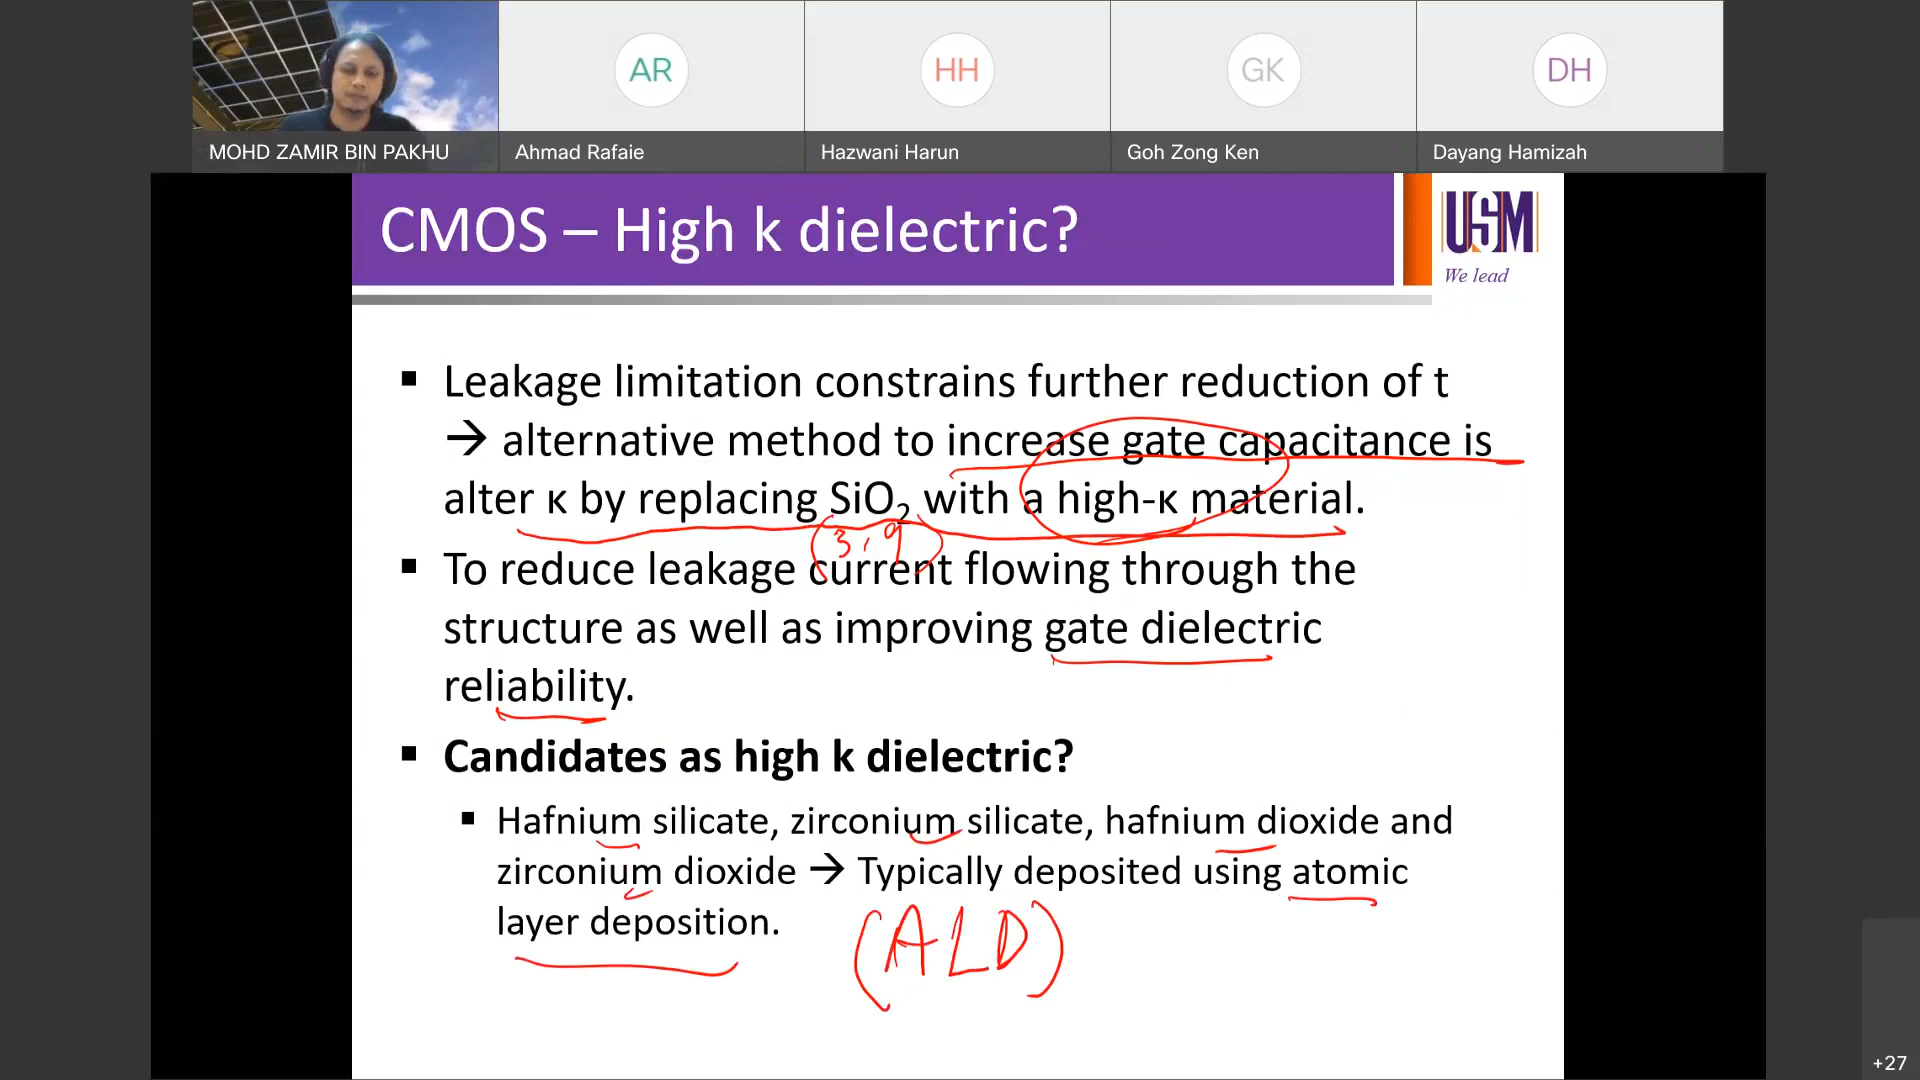 AR
HH
GK
DH
MOHD ZAMIR BIN PAKHU
Ahmad Rafaie
Hazwani Harun
Goh Zong Ken
Dayang Hamizah
CMOS – High k dielectric?
USM
We lead
▪ Leakage limitation constrains further reduction of t
→ alternative method to increase gate capacitance is
alter κ by replacing SiO₂ with a high-κ material.
(3.9)
▪ To reduce leakage current flowing through the
structure as well as improving gate dielectric
reliability.
▪ Candidates as high k dielectric?
▪ Hafnium silicate, zirconium silicate, hafnium dioxide and
zirconium dioxide → Typically deposited using atomic
layer deposition.
(ALD)
+27